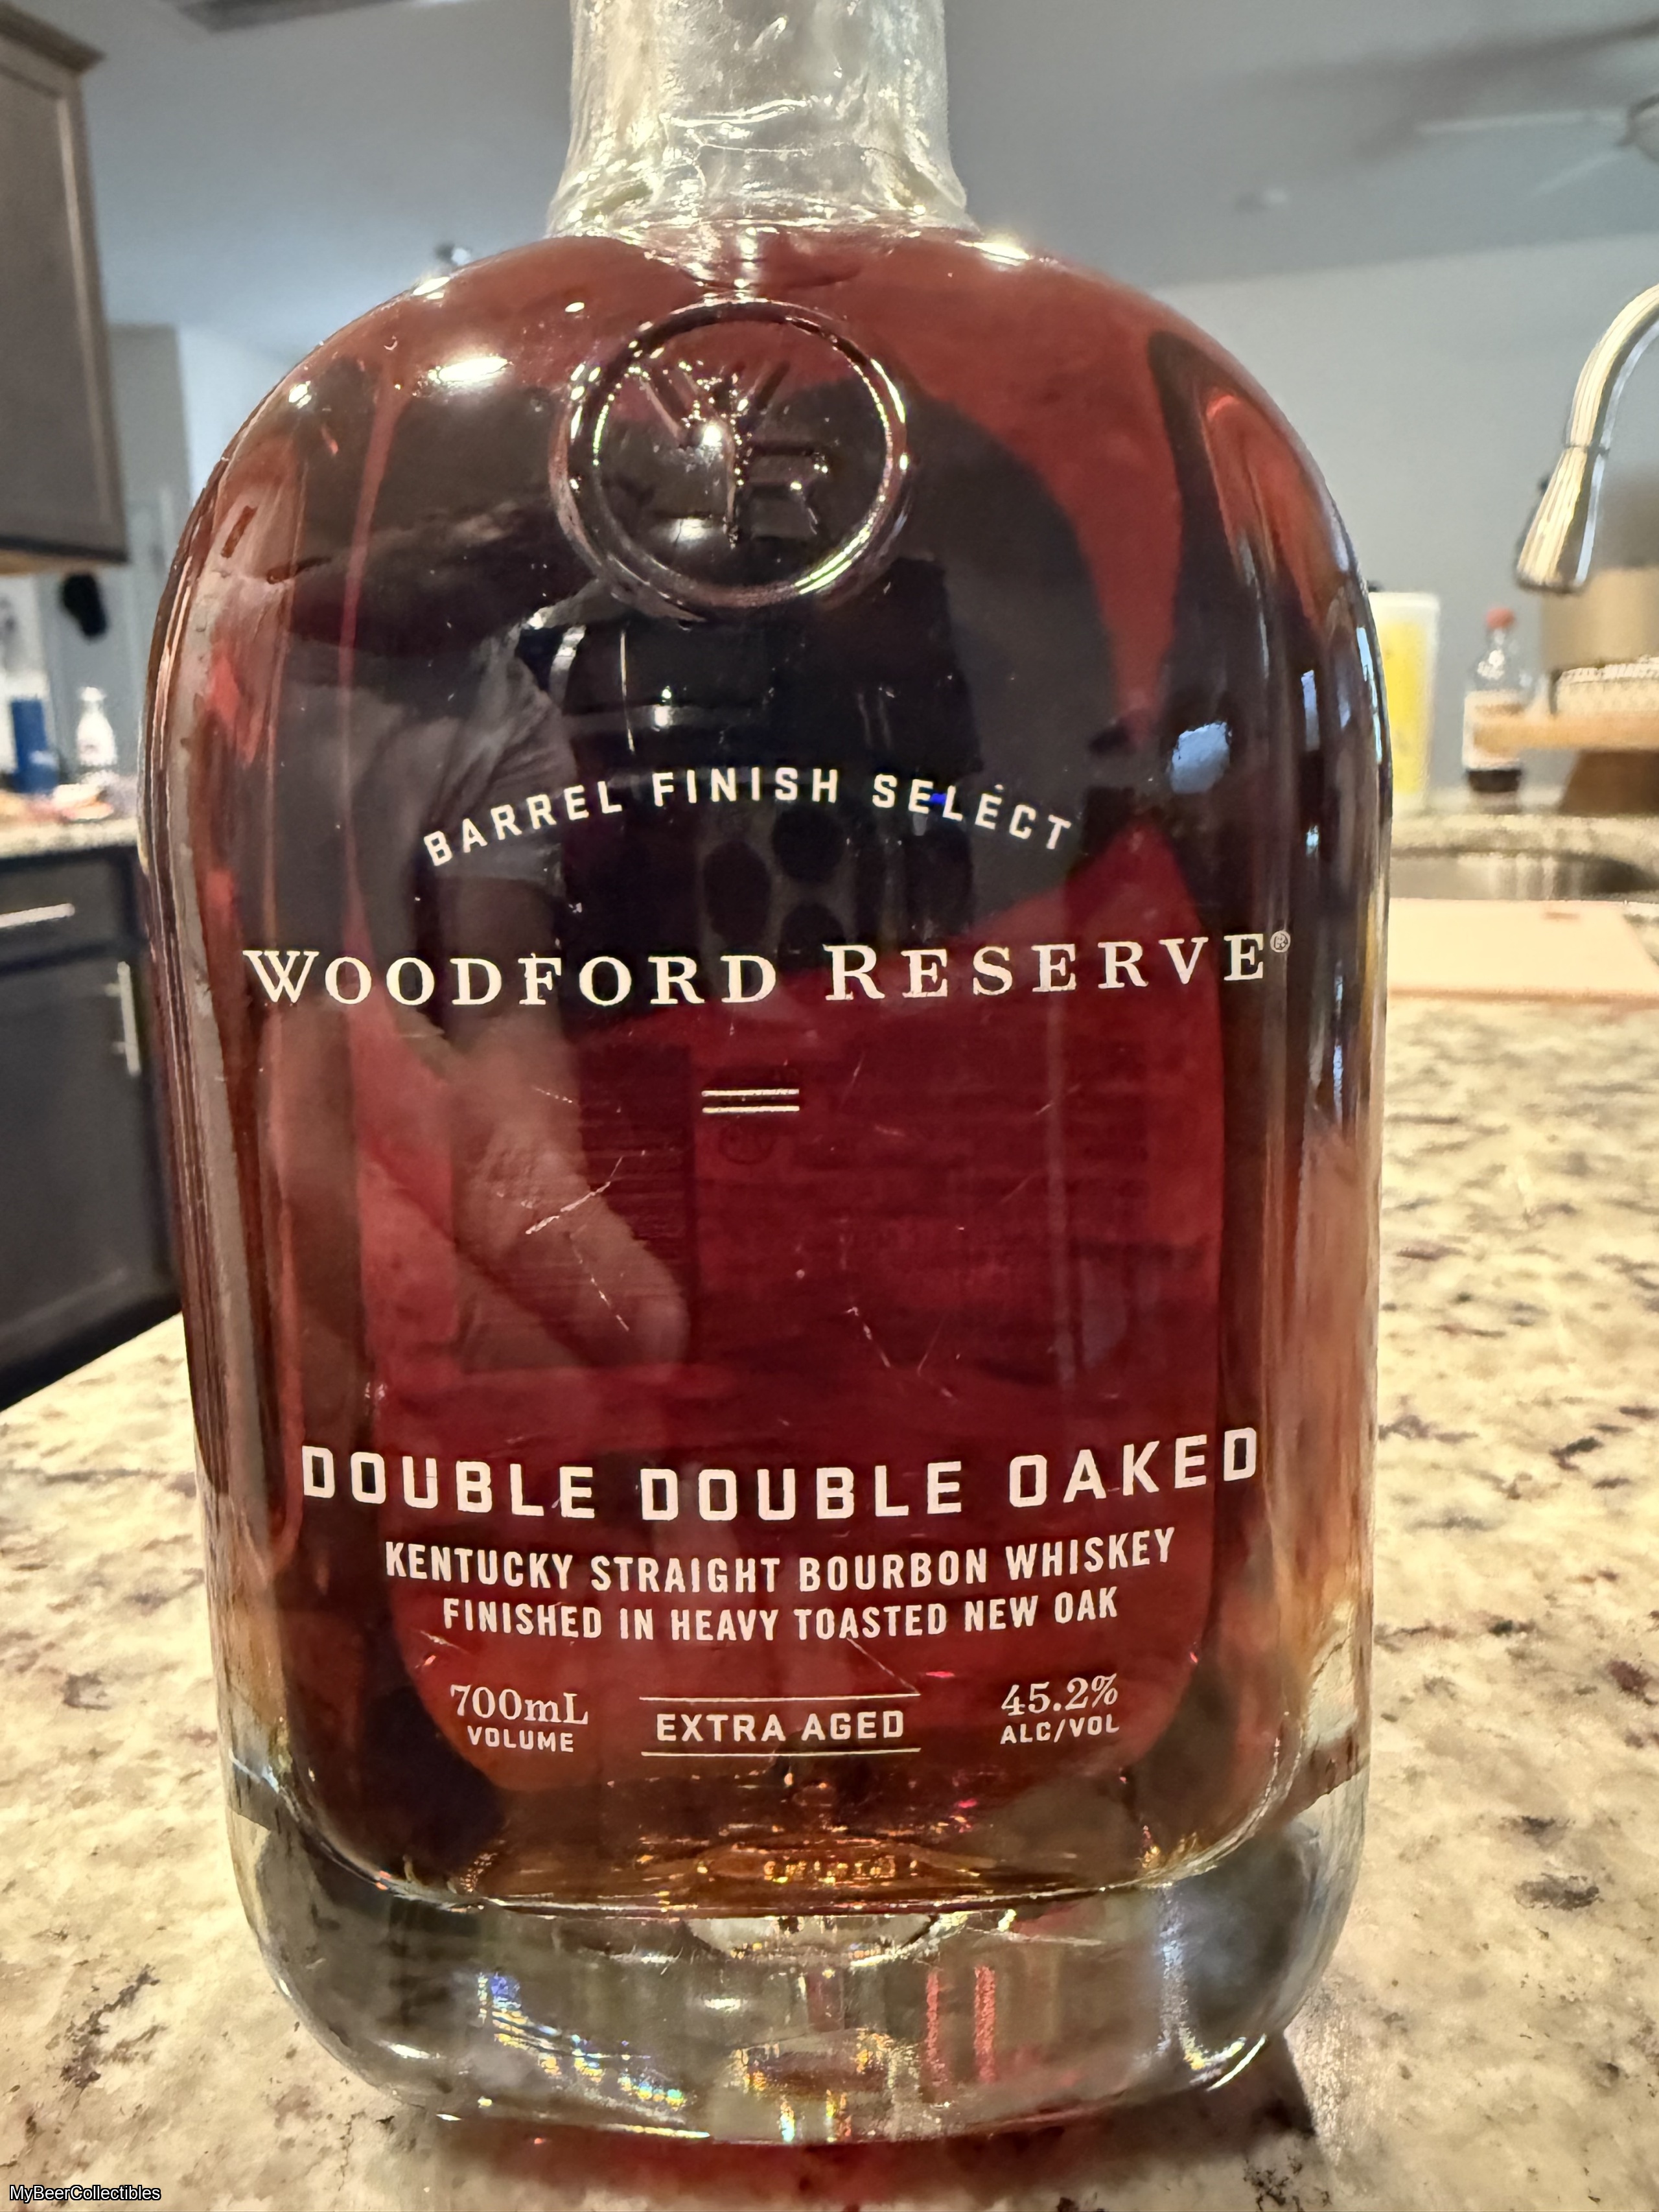 WR
BARREL FINISH SELECT
WOODFORD RESERVE®
DOUBLE DOUBLE OAKED
KENTUCKY STRAIGHT BOURBON WHISKEY
FINISHED IN HEAVY TOASTED NEW OAK
700mL
VOLUME
EXTRA AGED
45.2%
ALC/VOL
MyBeerCollectibles